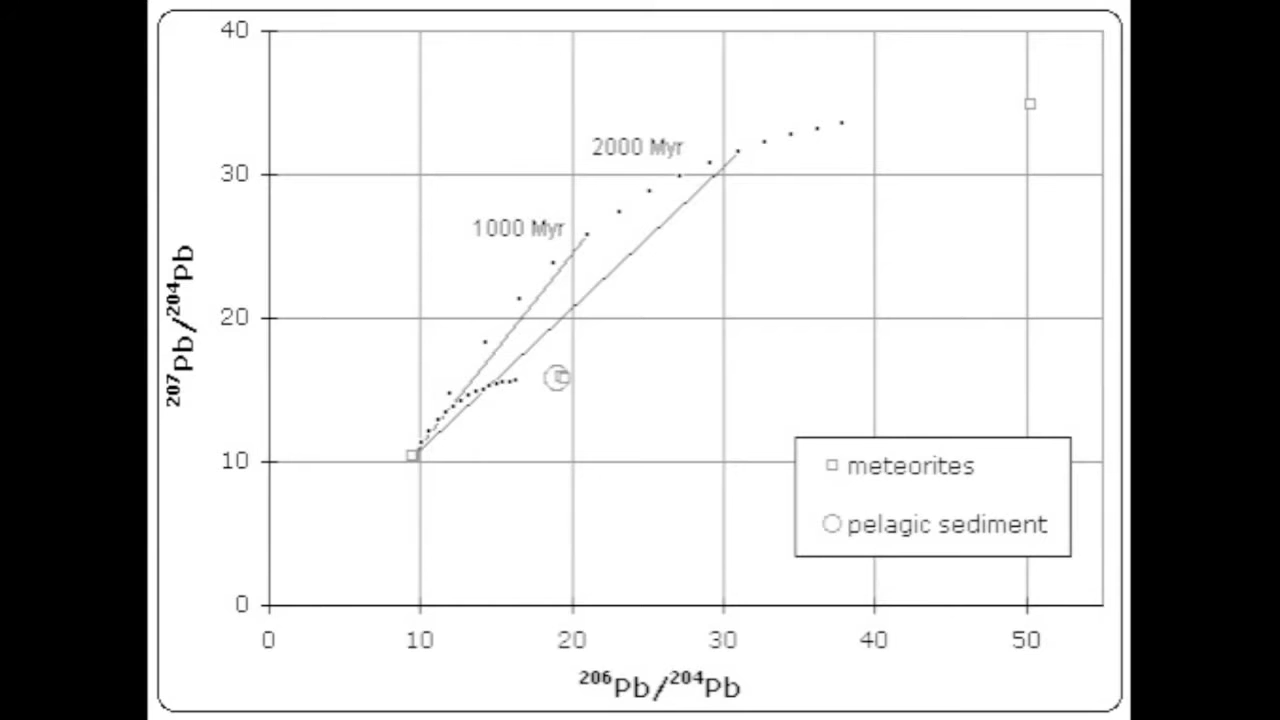 40
2000 Myr
30
1000 Myr
²⁰⁷Pb/²⁰⁴Pb
20
10
meteorites
pelagic sediment
0
0 10 20 30 40 50
²⁰⁶Pb/²⁰⁴Pb